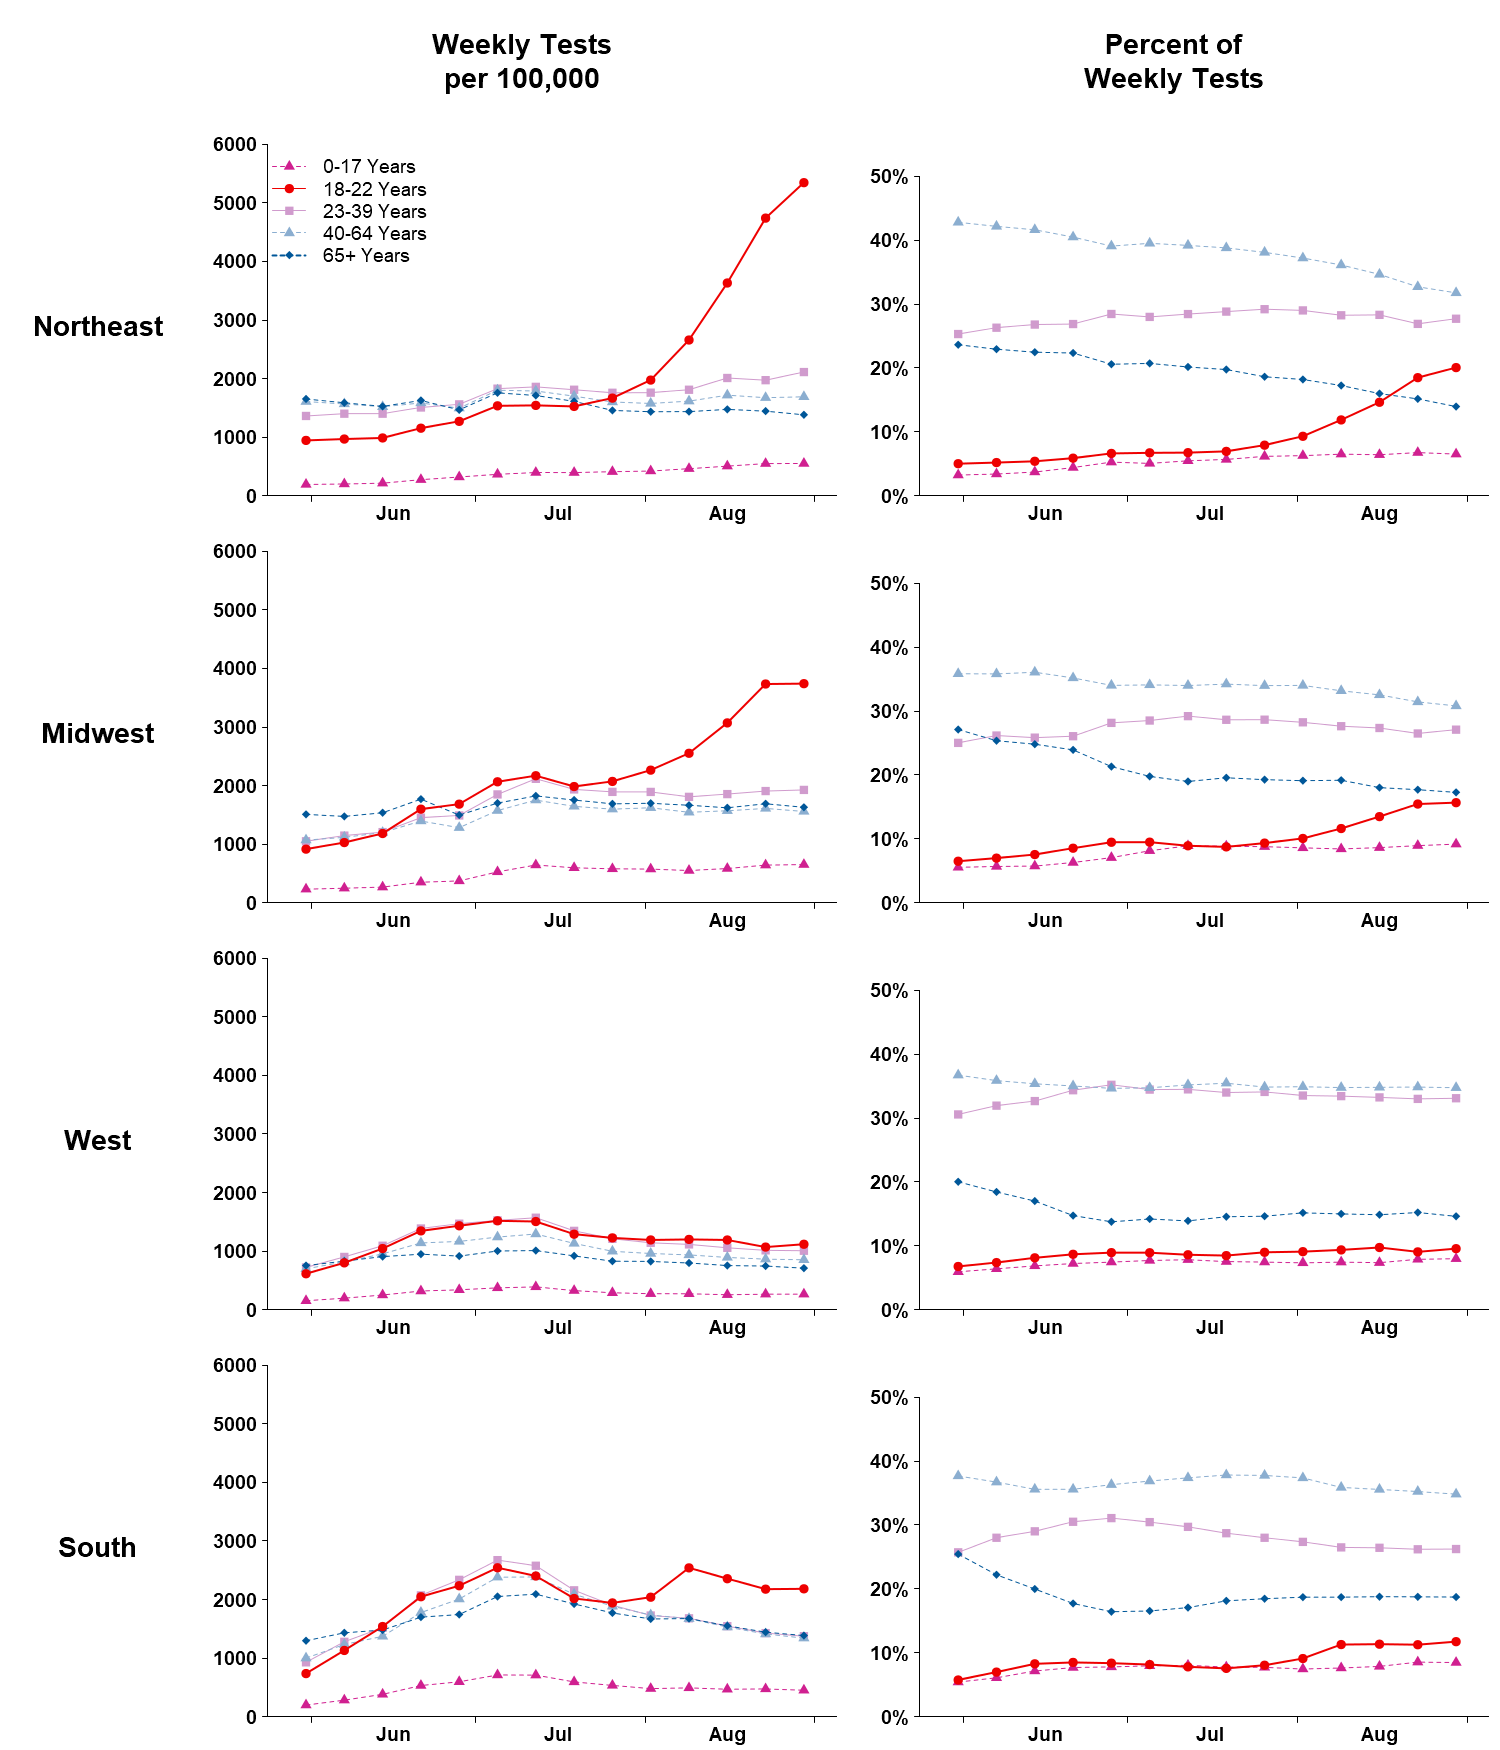 Weekly Tests
per 100,000
Percent of
Weekly Tests
Northeast
6000
5000
4000
3000
2000
1000
0
0-17 Years
18-22 Years
23-39 Years
40-64 Years
65+ Years
Jun Jul Aug
50%
40%
30%
20%
10%
0%
Jun Jul Aug
Midwest
6000
5000
4000
3000
2000
1000
0
Jun Jul Aug
50%
40%
30%
20%
10%
0%
Jun Jul Aug
West
6000
5000
4000
3000
2000
1000
0
Jun Jul Aug
50%
40%
30%
20%
10%
0%
Jun Jul Aug
South
6000
5000
4000
3000
2000
1000
0
Jun Jul Aug
50%
40%
30%
20%
10%
0%
Jun Jul Aug